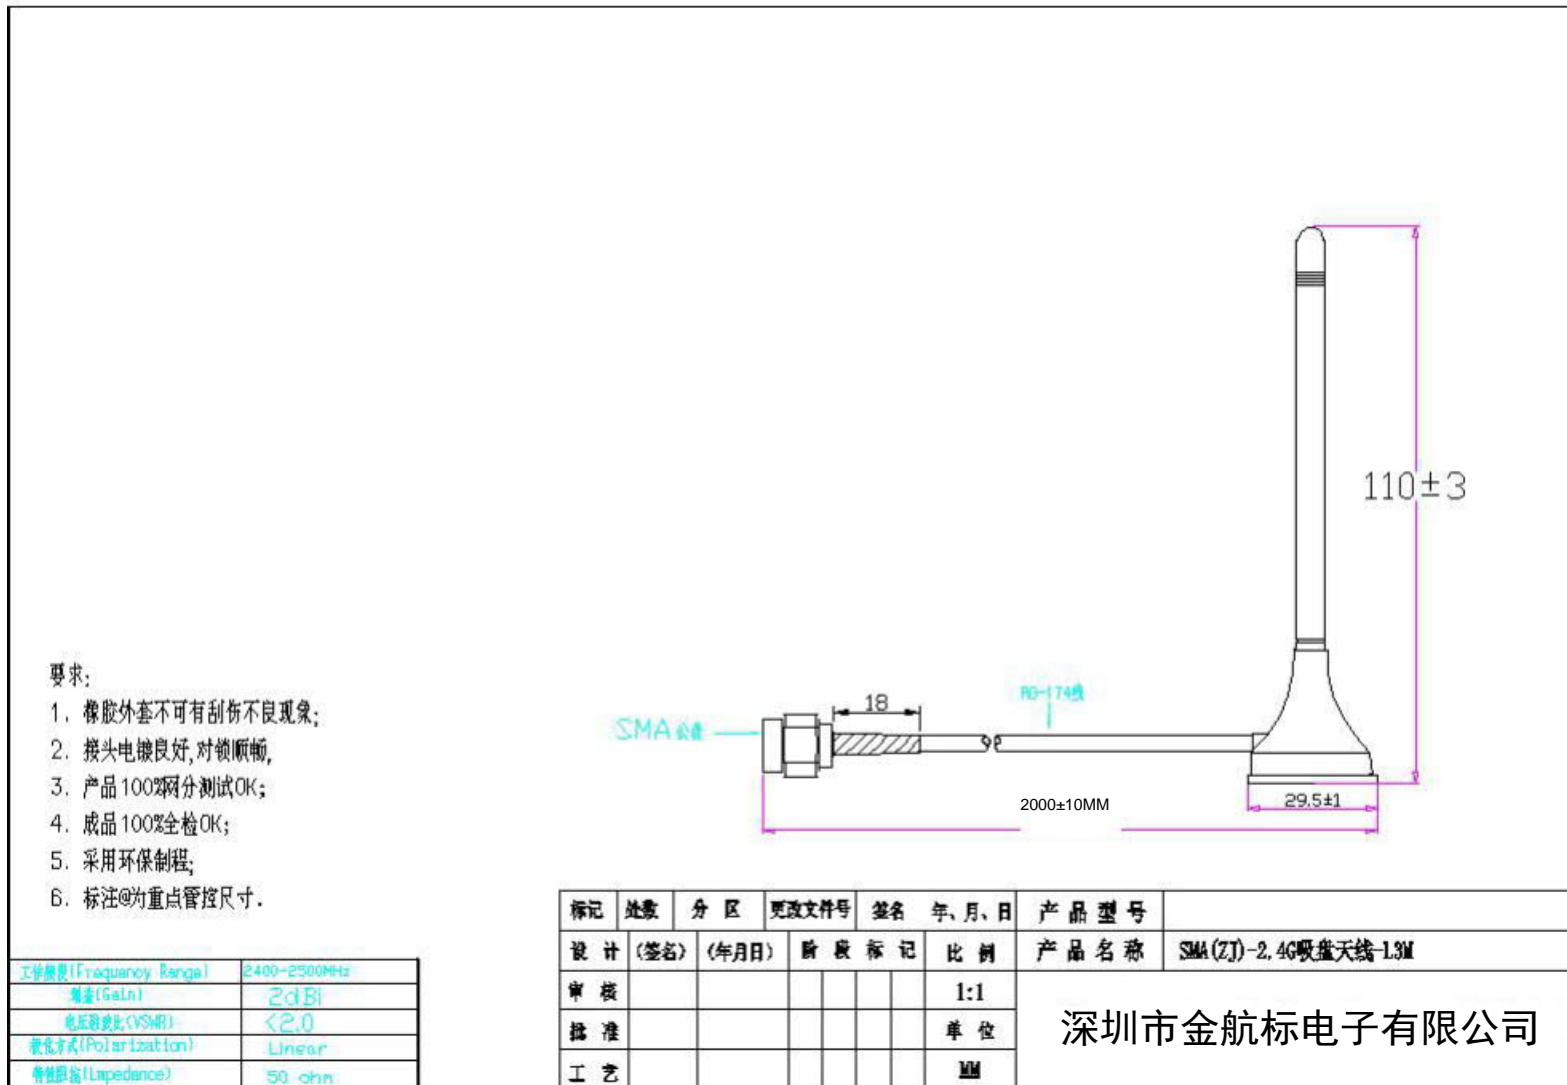 110±3
要求:
1. 橡胶外套不可有刮伤不良现象;
2. 接头电镀良好,对锁顺畅,
3. 产品100%网分测试OK;
4. 成品100%全检OK;
5. 采用环保制程;
6. 标注@为重点管控尺寸.
SMA公头
18
RG-174线
2000±10MM
29.5±1
工作频段(Frequency Range) 2400-2500MHz
增益(Gain) 2dBi
电压驻波比(VSWR) <2.0
极化方式(Polarization) Linear
特性阻抗(Lmpedance) 50 ohm
标记 处数 分区 更改文件号 签名 年、月、日 产品型号
设计 (签名) (年月日) 阶段标记 比例 产品名称 SMA(ZJ)-2.4G吸盘天线-L3M
审核 1:1
批准 单位
工艺 MM
深圳市金航标电子有限公司